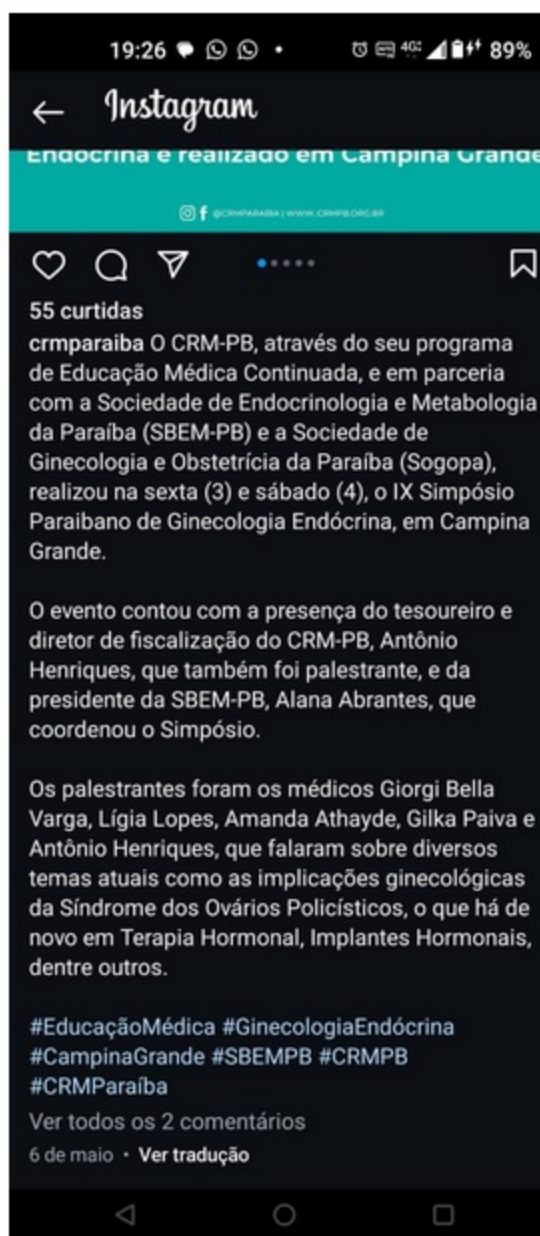 19:26 4G 89%
Instagram
Endócrina é realizado em Campina Grande
@CRMPARAÍBA | WWW.CRMPB.ORG.BR
55 curtidas
crmparaiba O CRM-PB, através do seu programa
de Educação Médica Continuada, e em parceria
com a Sociedade de Endocrinologia e Metabologia
da Paraíba (SBEM-PB) e a Sociedade de
Ginecologia e Obstetrícia da Paraíba (Sogopa),
realizou na sexta (3) e sábado (4), o IX Simpósio
Paraibano de Ginecologia Endócrina, em Campina
Grande.
O evento contou com a presença do tesoureiro e
diretor de fiscalização do CRM-PB, Antônio
Henriques, que também foi palestrante, e da
presidente da SBEM-PB, Alana Abrantes, que
coordenou o Simpósio.
Os palestrantes foram os médicos Giorgi Bella
Varga, Lígia Lopes, Amanda Athayde, Gilka Paiva e
Antônio Henriques, que falaram sobre diversos
temas atuais como as implicações ginecológicas
da Síndrome dos Ovários Policísticos, o que há de
novo em Terapia Hormonal, Implantes Hormonais,
dentre outros.
#EducaçãoMédica #GinecologiaEndócrina
#CampinaGrande #SBEMPB #CRMPB
#CRMParaíba
Ver todos os 2 comentários
6 de maio • Ver tradução